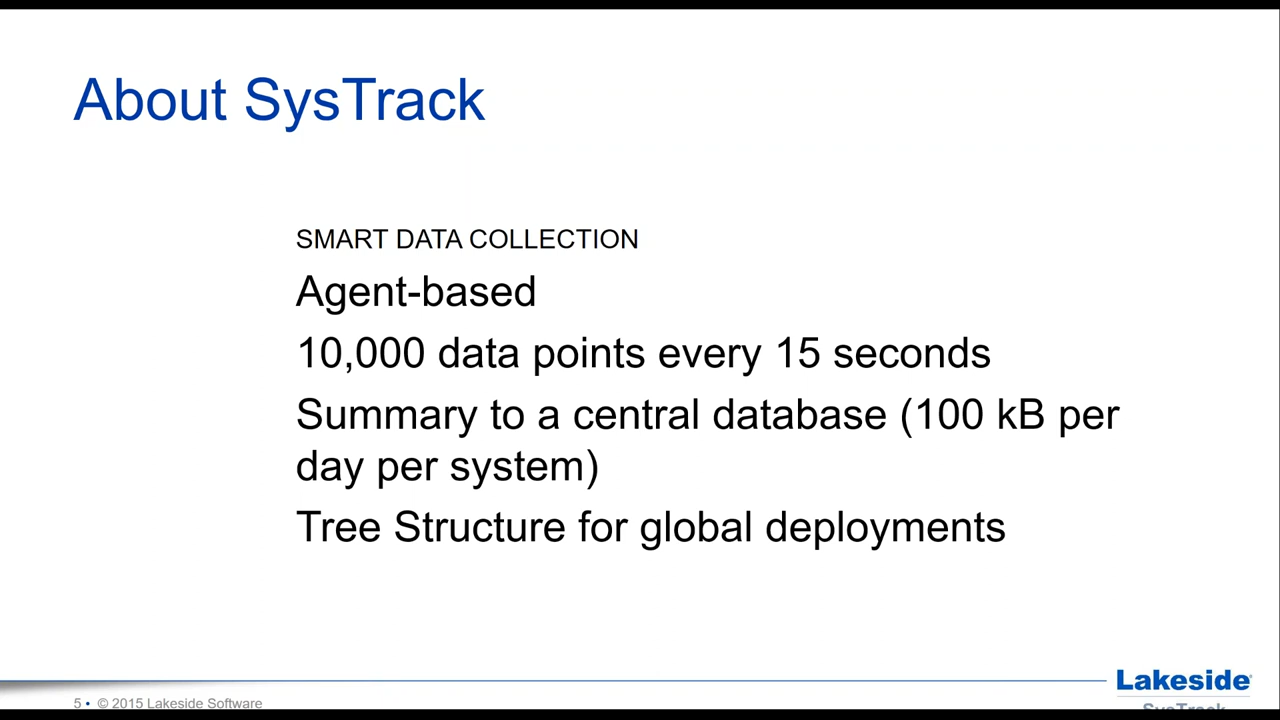 About SysTrack
SMART DATA COLLECTION
Agent-based
10,000 data points every 15 seconds
Summary to a central database (100 kB per
day per system)
Tree Structure for global deployments
5 • © 2015 Lakeside Software
Lakeside
SysTrack